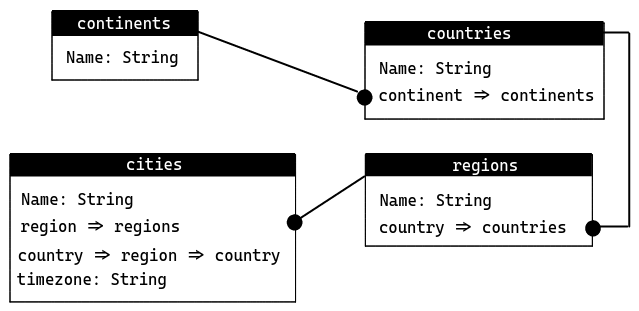 continents
Name: String
countries
Name: String
continent ⇒ continents
cities
Name: String
region ⇒ regions
country ⇒ region ⇒ country
timezone: String
regions
Name: String
country ⇒ countries